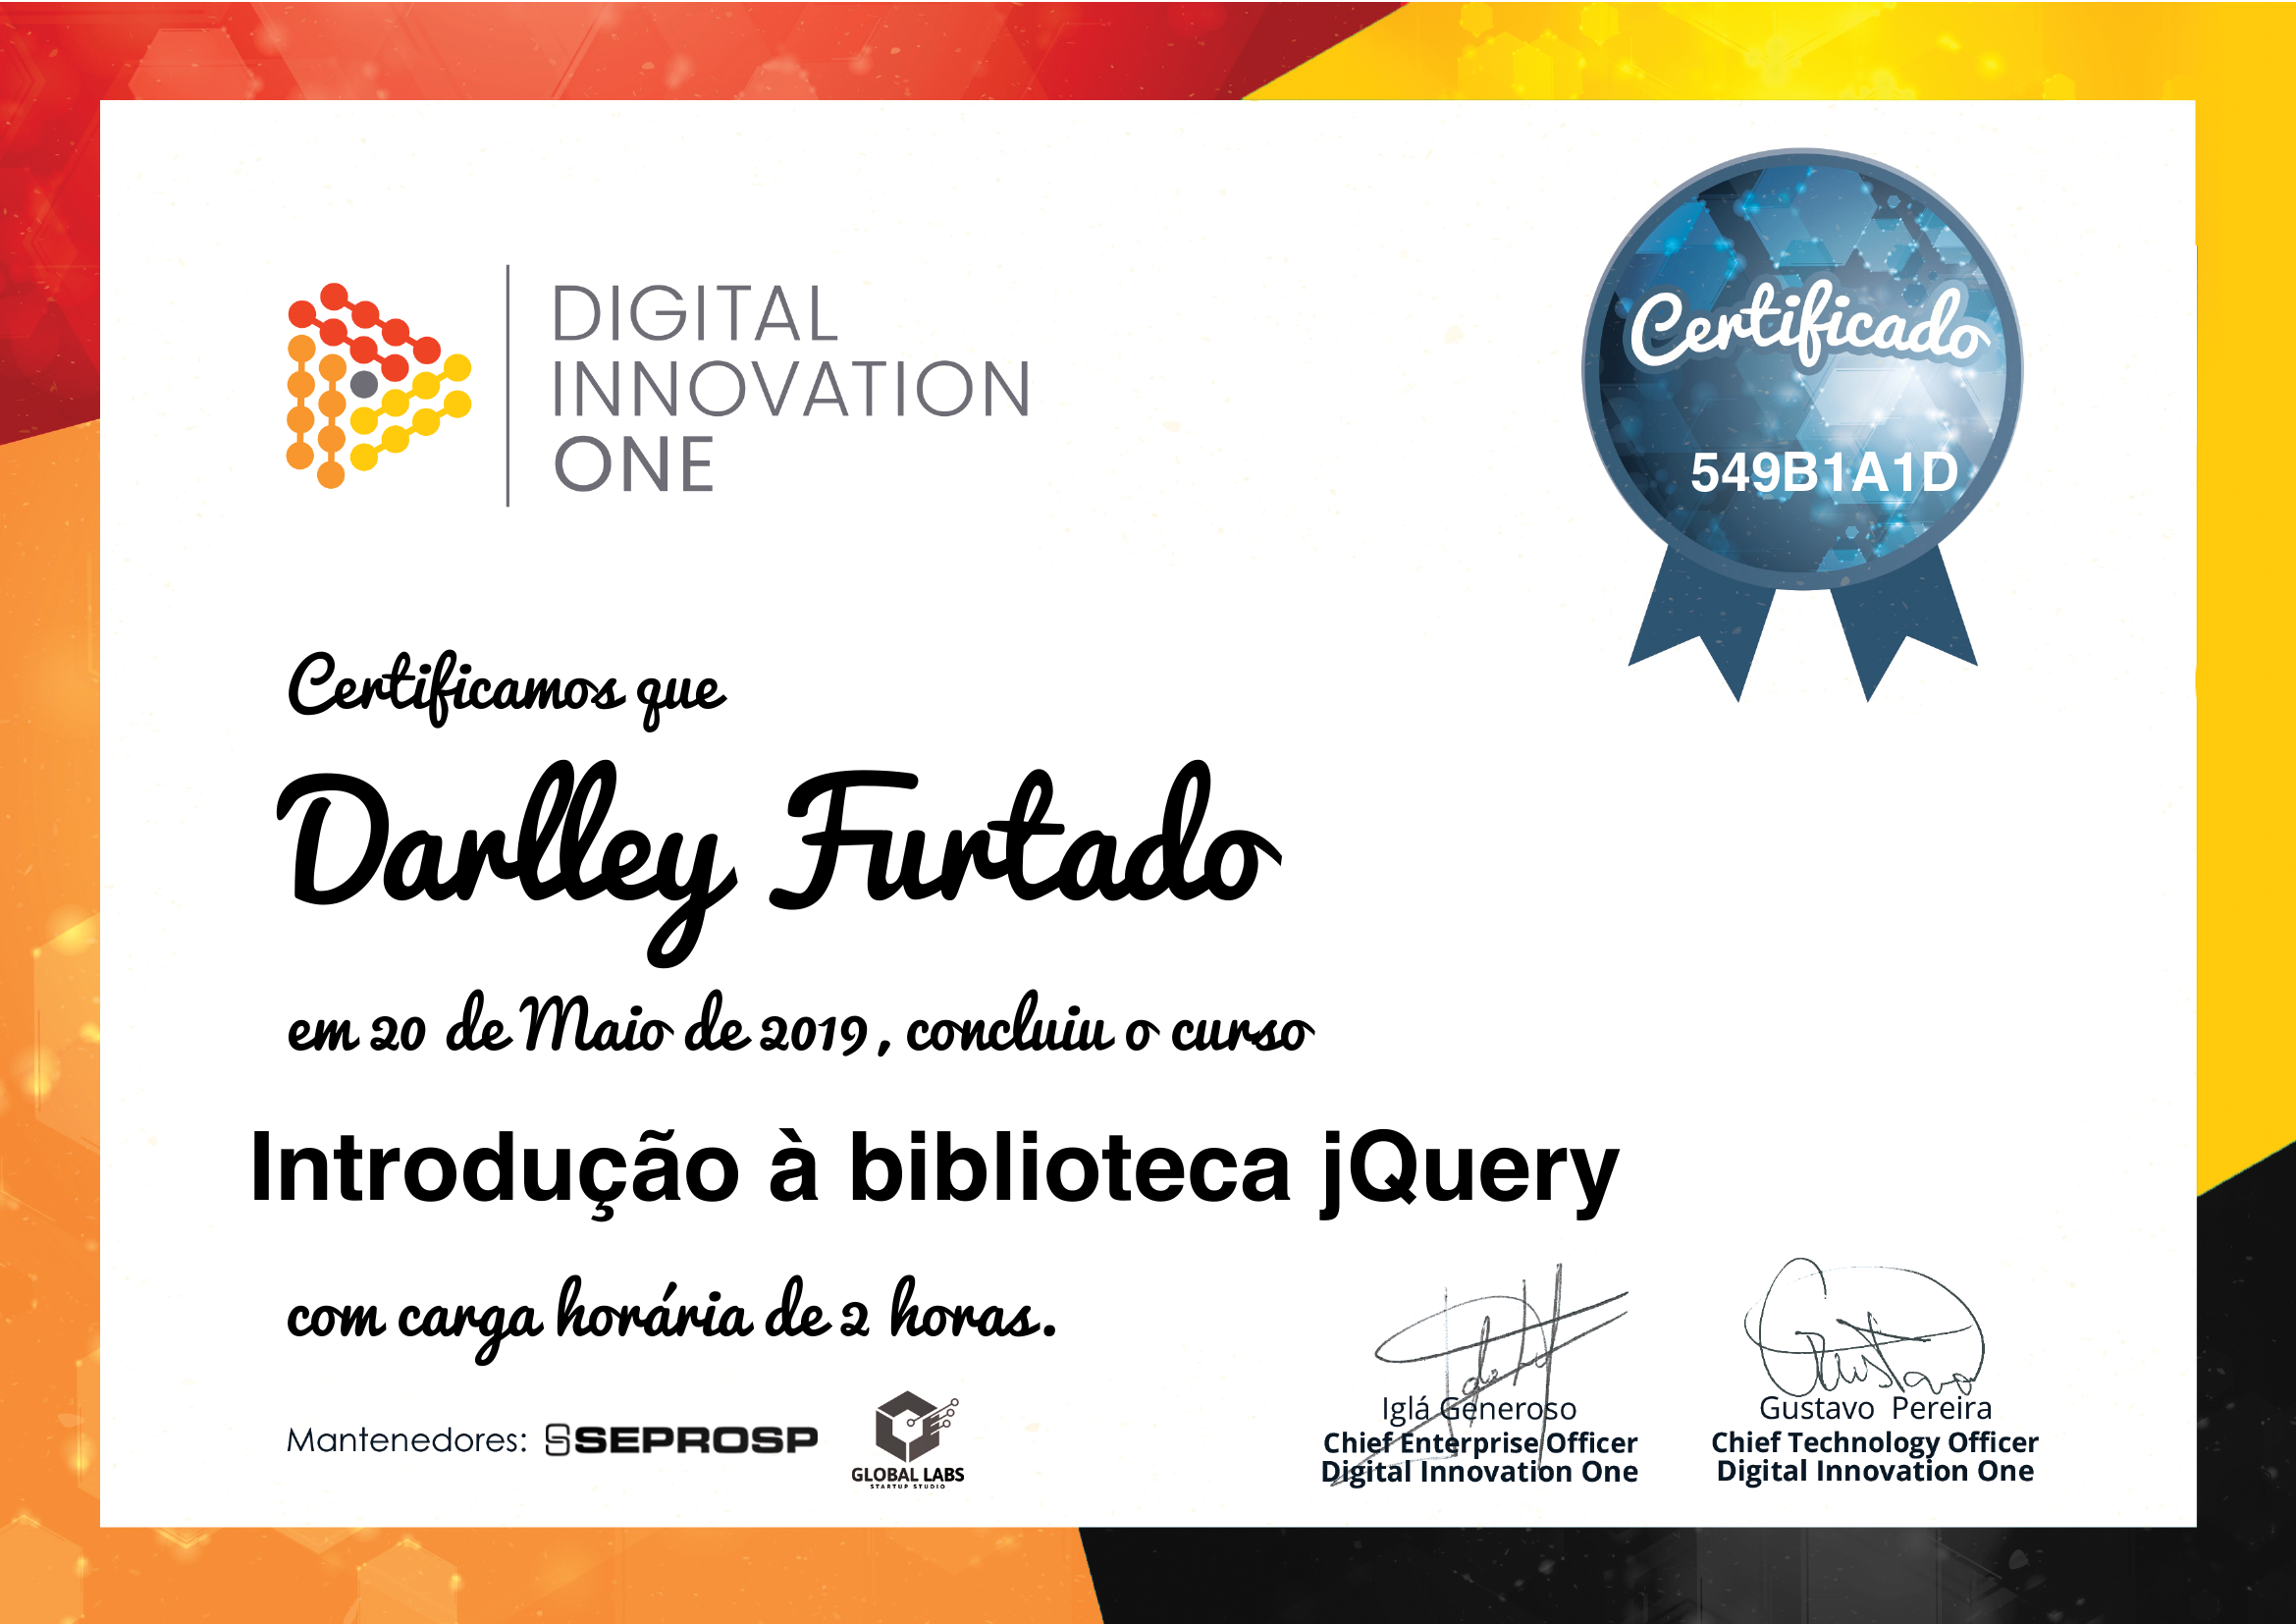 DIGITAL
INNOVATION
ONE
Certificado
549B1A1D
Certificamos que
Darlley Furtado
em 20 de Maio de 2019, concluiu o curso
Introdução à biblioteca jQuery
com carga horária de 2 horas.
Mantenedores: SEPROSP
GLOBAL LABS
STARTUP STUDIO
Iglá Generoso
Chief Enterprise Officer
Digital Innovation One
Gustavo Pereira
Chief Technology Officer
Digital Innovation One